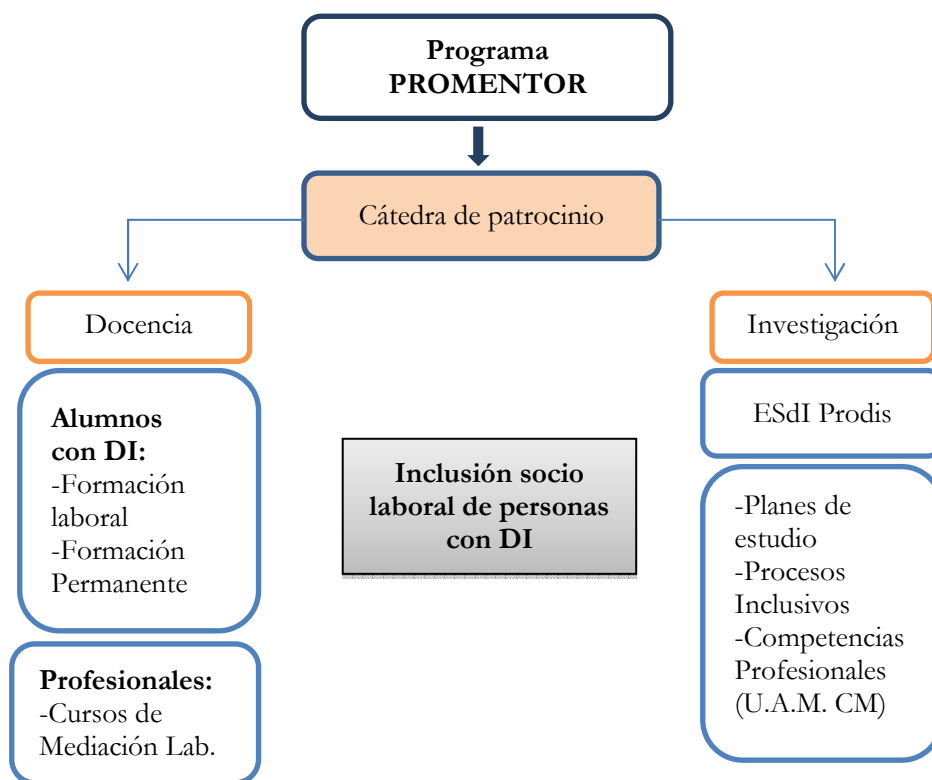 Programa
PROMENTOR
Cátedra de patrocinio
Docencia
Investigación
Alumnos
con DI:
-Formación
laboral
-Formación
Permanente
Profesionales:
-Cursos de
Mediación Lab.
Inclusión socio
laboral de personas
con DI
ESdI Prodis
-Planes de
estudio
-Procesos
Inclusivos
-Competencias
Profesionales
(U.A.M. CM)